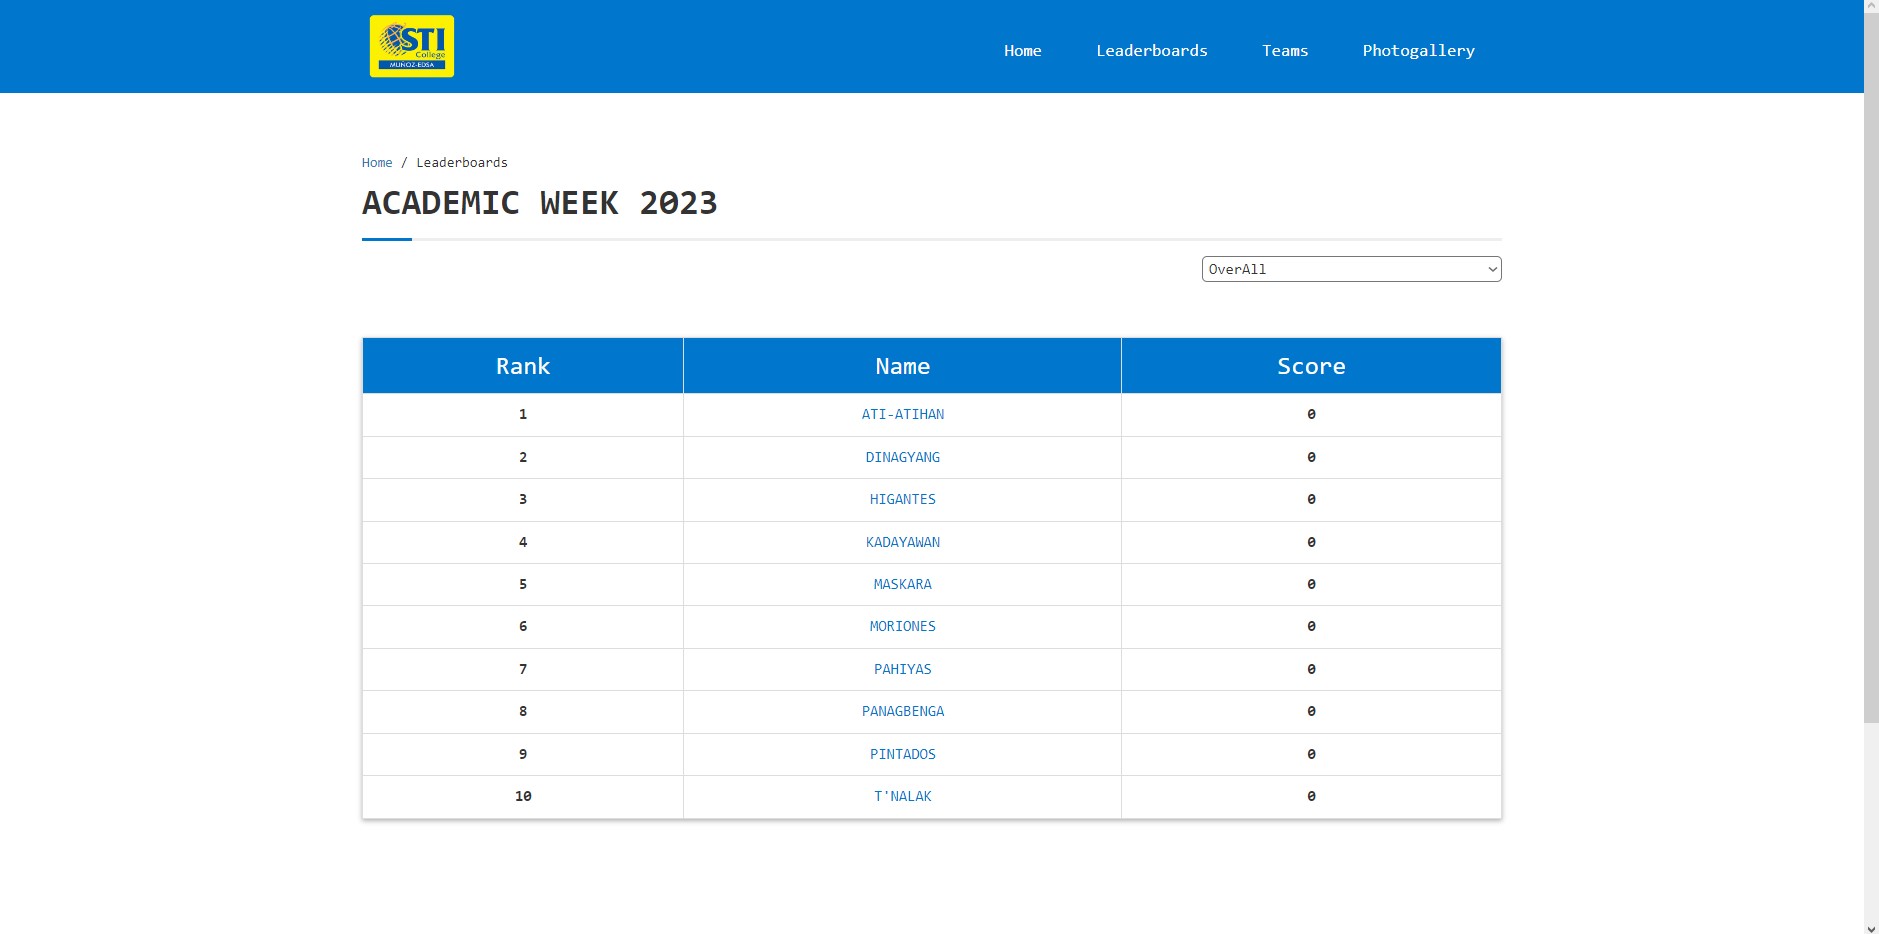 STI
College
MUÑOZ-EDSA
Home Leaderboards Teams Photogallery
Home / Leaderboards
ACADEMIC WEEK 2023
OverAll
Rank Name Score
1 ATI-ATIHAN 0
2 DINAGYANG 0
3 HIGANTES 0
4 KADAYAWAN 0
5 MASKARA 0
6 MORIONES 0
7 PAHIYAS 0
8 PANAGBENGA 0
9 PINTADOS 0
10 T'NALAK 0